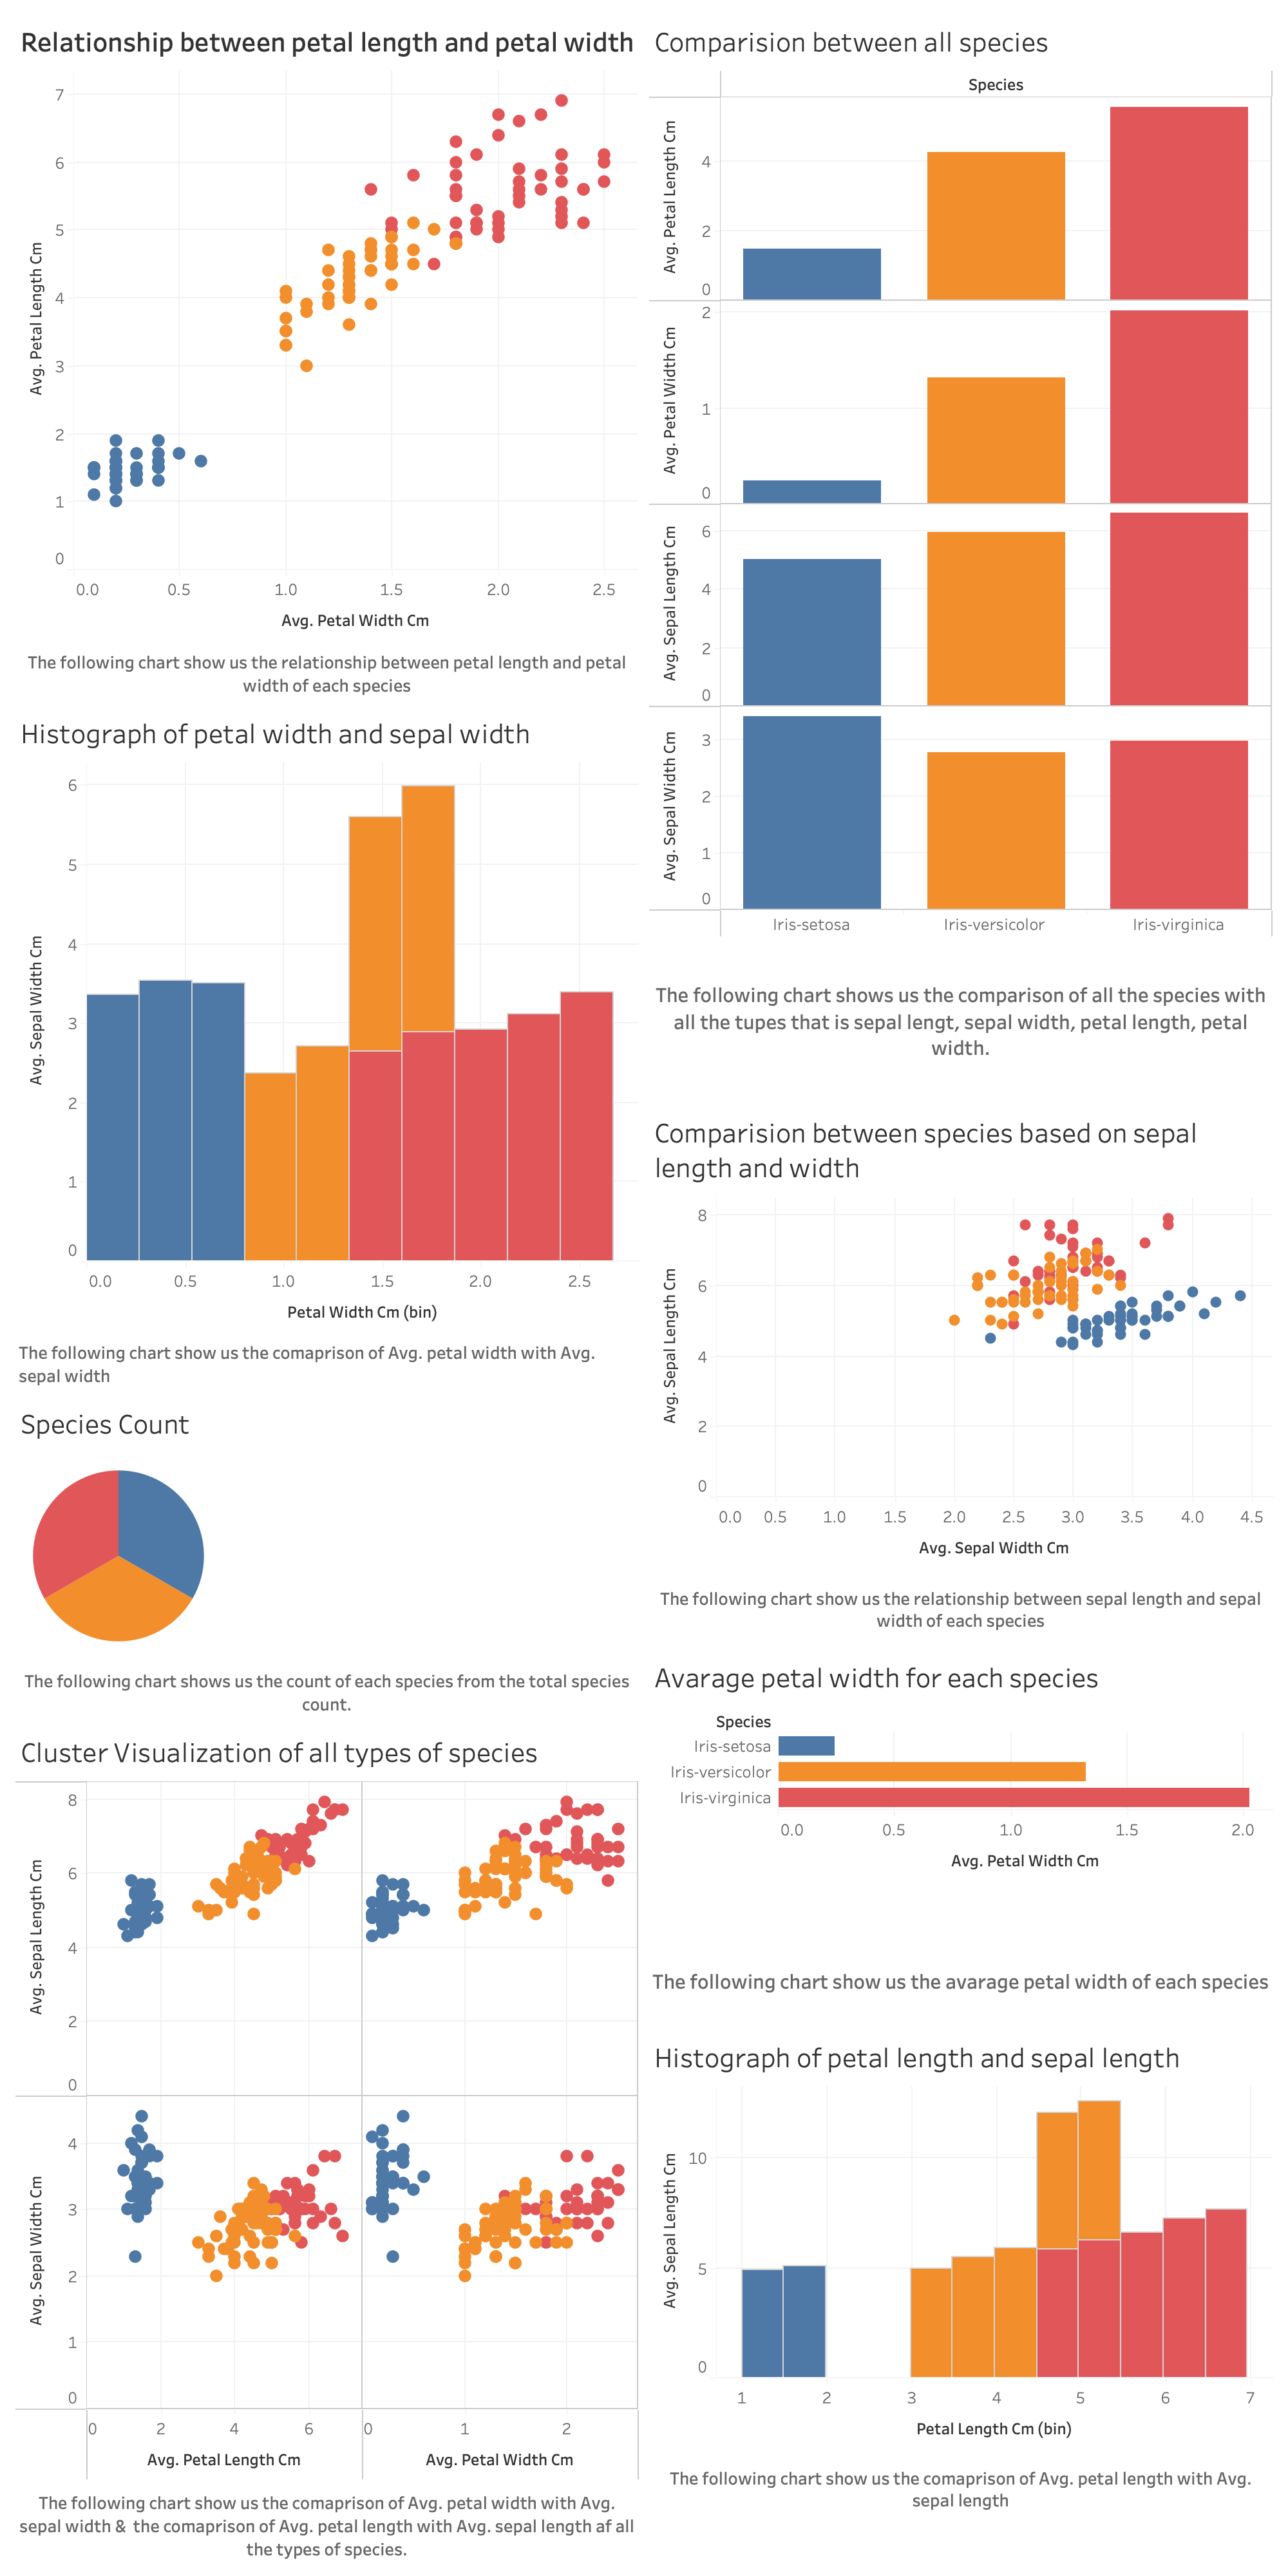 Relationship between petal length and petal width
7
6
5
4
3
2
1
0
Avg. Petal Length Cm
0.0 0.5 1.0 1.5 2.0 2.5
Avg. Petal Width Cm
The following chart show us the relationship between petal length and petal
width of each species
Histograph of petal width and sepal width
6
5
4
3
2
1
0
Avg. Sepal Width Cm
0.0 0.5 1.0 1.5 2.0 2.5
Petal Width Cm (bin)
The following chart show us the comaprison of Avg. petal width with Avg.
sepal width
Species Count
The following chart shows us the count of each species from the total species
count.
Cluster Visualization of all types of species
8
6
4
2
0
Avg. Sepal Length Cm
4
3
2
1
0
Avg. Sepal Width Cm
0 2 4 6 0 1 2
Avg. Petal Length Cm Avg. Petal Width Cm
The following chart show us the comaprison of Avg. petal width with Avg.
sepal width & the comaprison of Avg. petal length with Avg. sepal length af all
the types of species.
Comparision between all species
Species
4
2
0
Avg. Petal Length Cm
2
1
0
Avg. Petal Width Cm
6
4
2
0
Avg. Sepal Length Cm
3
2
1
0
Avg. Sepal Width Cm
Iris-setosa Iris-versicolor Iris-virginica
The following chart shows us the comparison of all the species with
all the tupes that is sepal lengt, sepal width, petal length, petal
width.
Comparision between species based on sepal
length and width
8
6
4
2
0
Avg. Sepal Length Cm
0.0 0.5 1.0 1.5 2.0 2.5 3.0 3.5 4.0 4.5
Avg. Sepal Width Cm
The following chart show us the relationship between sepal length and sepal
width of each species
Avarage petal width for each species
Species
Iris-setosa
Iris-versicolor
Iris-virginica
0.0 0.5 1.0 1.5 2.0
Avg. Petal Width Cm
The following chart show us the avarage petal width of each species
Histograph of petal length and sepal length
10
5
0
Avg. Sepal Length Cm
1 2 3 4 5 6 7
Petal Length Cm (bin)
The following chart show us the comaprison of Avg. petal length with Avg.
sepal length